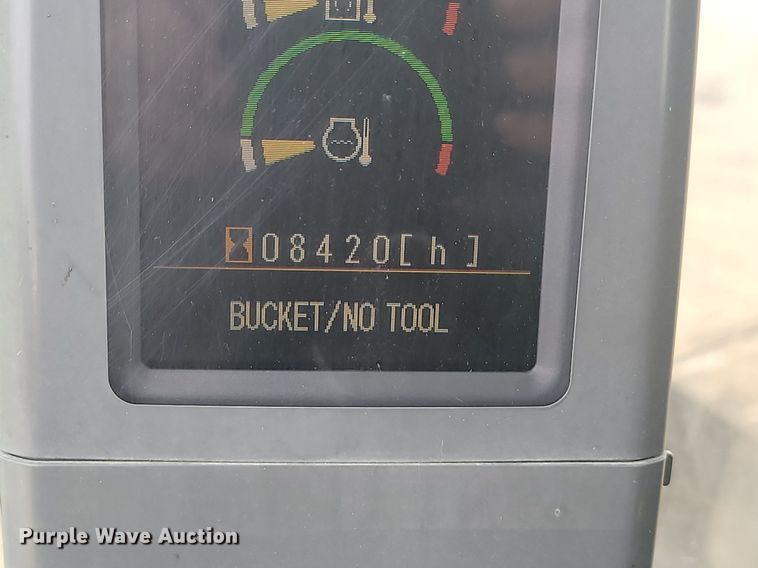 08420[ h ]
BUCKET/NO TOOL
Purple Wave Auction